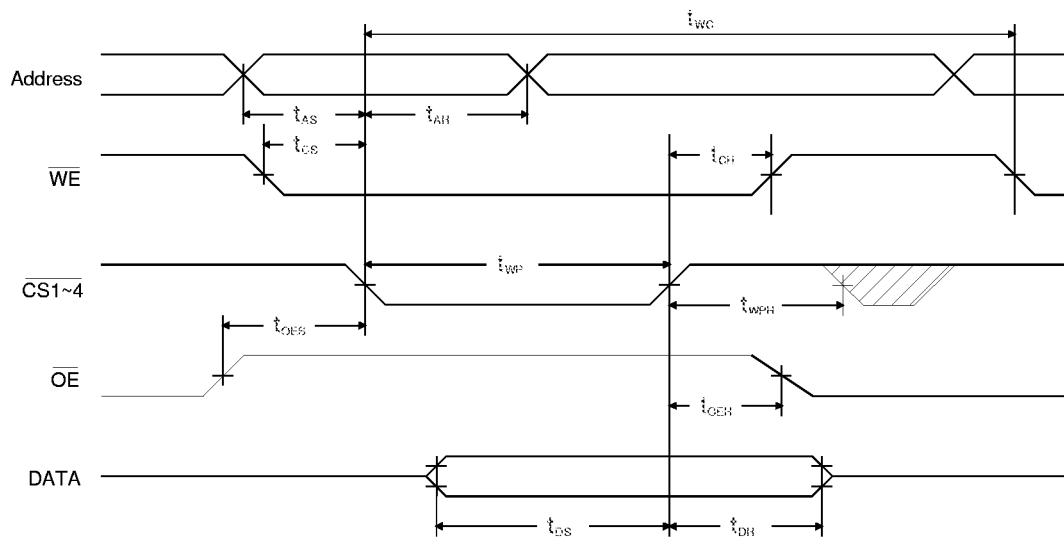 tWC
Address
tAS
tAH
tCS
tCH
WE
tWP
CS1~4
tWPH
tOES
OE
tOEH
DATA
tDS
tDH